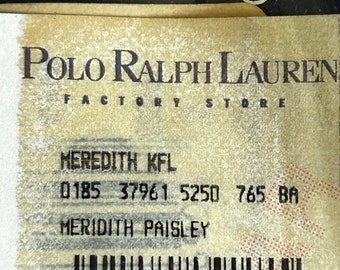 POLO RALPH LAUREN
FACTORY STORE
MEREDITH KFL
0185 37961 5250 765 BA
MERIDITH PAISLEY